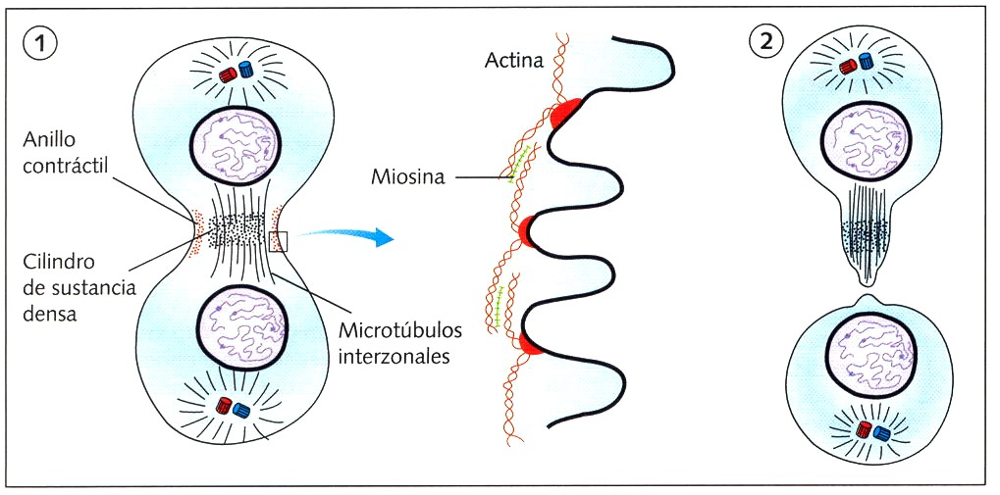 1
Anillo
contráctil
Cilindro
de sustancia
densa
Microtúbulos
interzonales
Actina
Miosina
2